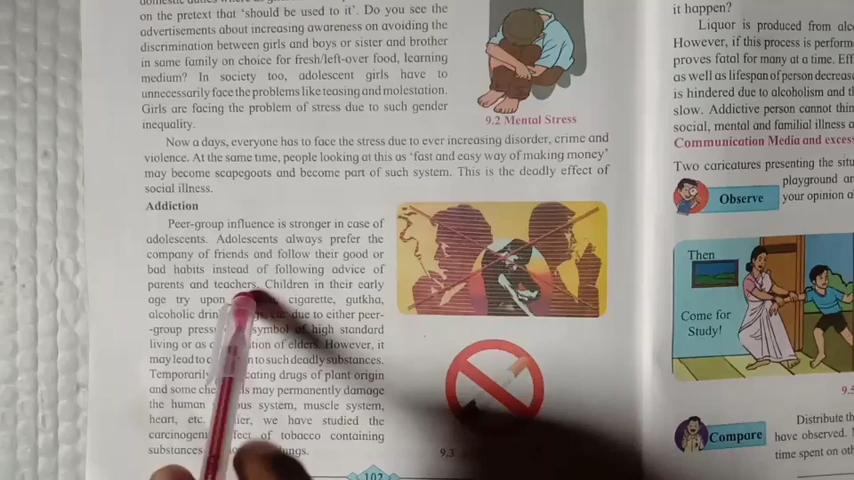 domestic duties where as
on the pretext that 'should be used to it'. Do you see the
advertisements about increasing awareness on avoiding the
discrimination between girls and boys or sister and brother
in same family on choice for fresh/left-over food, learning
medium? In society too, adolescent girls have to
unnecessarily face the problems like teasing and molestation.
Girls are facing the problem of stress due to such gender
inequality.
9.2 Mental Stress
Now a days, everyone has to face the stress due to ever increasing disorder, crime and
violence. At the same time, people looking at this as 'fast and easy way of making money'
may become scapegoats and become part of such system. This is the deadly effect of
social illness.
Addiction
Peer-group influence is stronger in case of
adolescents. Adolescents always prefer the
company of friends and follow their good or
bad habits instead of following advice of
parents and teachers. Children in their early
age try upon cigarette, gutkha,
alcoholic due to either peer-
-group symbol of high standard
living or as of elders. However, it
may lead to to such deadly substances.
Temporarily drugs of plant origin
and some may permanently damage
the human system, muscle system,
heart, etc. we have studied the
of tobacco containing
substances lungs.
9.3
102
it happen?
Liquor is produced from
However, if this process is
proves fatal for many at a time.
as well as lifespan of person
is hindered due to alcoholism and
slow. Addictive person cannot
social, mental and familial illness
Communication Media and
Two caricatures presenting the
playground
your opinion
Observe
Then
Come for
Study!
Compare
Distribute
have observed.
time spent on